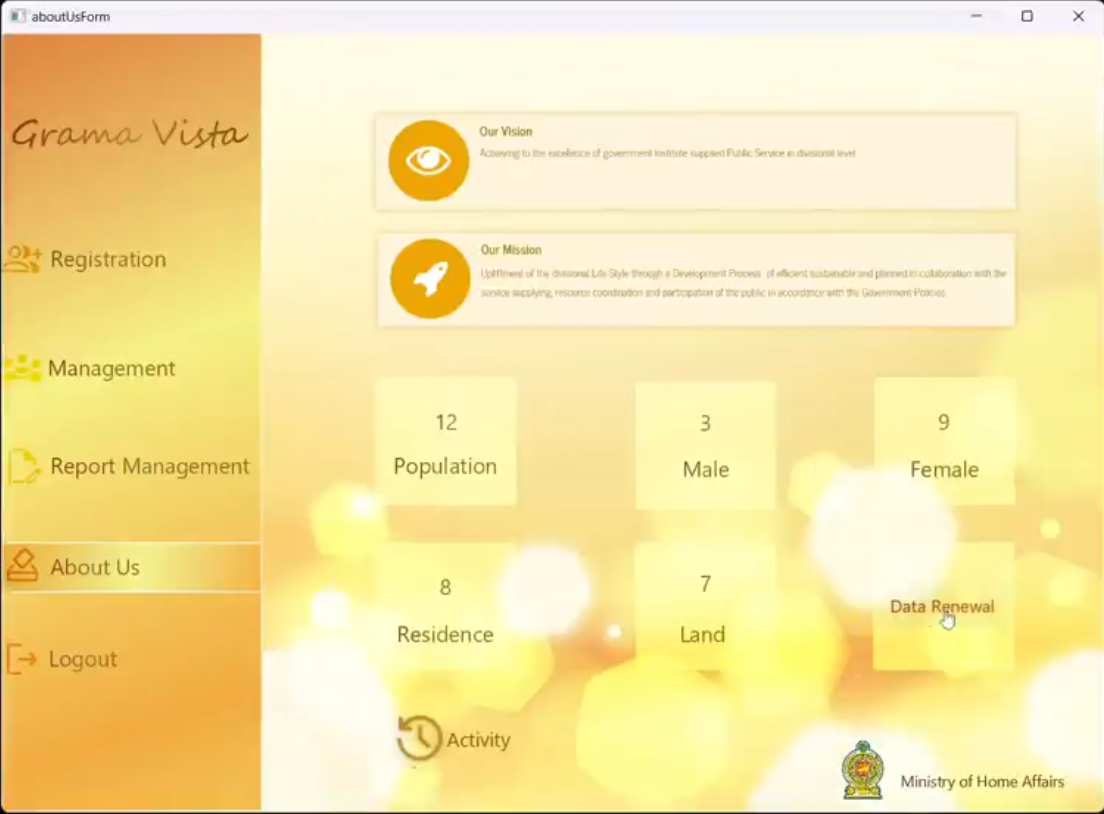 aboutUsForm
Grama Vista
Registration
Management
Report Management
About Us
Logout
Our Vision
Achieving to the excellence of government institute supplied Public Service in divisional level
Our Mission
Upliftment of the divisional Life Style through a Development Process of efficient sustainable and planned in collaboration with the
service supplying, resource coordination and participation of the public in accordance with the Government Policies
12
Population
3
Male
9
Female
8
Residence
7
Land
Data Renewal
Activity
Ministry of Home Affairs